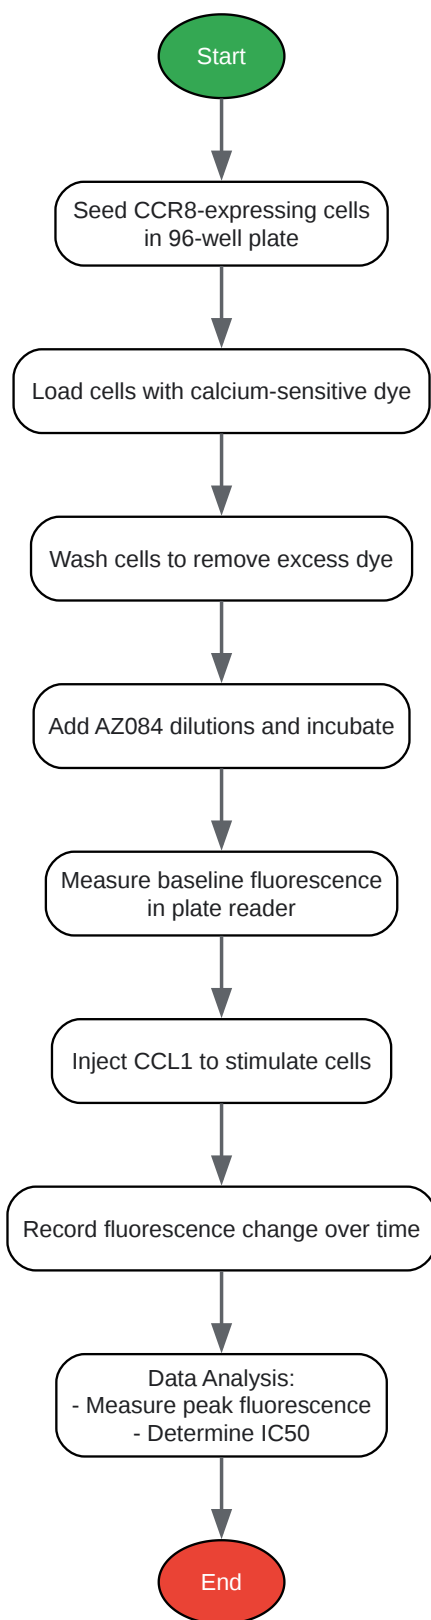 Start
Seed CCR8-expressing cells
in 96-well plate
Load cells with calcium-sensitive dye
Wash cells to remove excess dye
Add AZ084 dilutions and incubate
Measure baseline fluorescence
in plate reader
Inject CCL1 to stimulate cells
Record fluorescence change over time
Data Analysis:
- Measure peak fluorescence
- Determine IC50
End